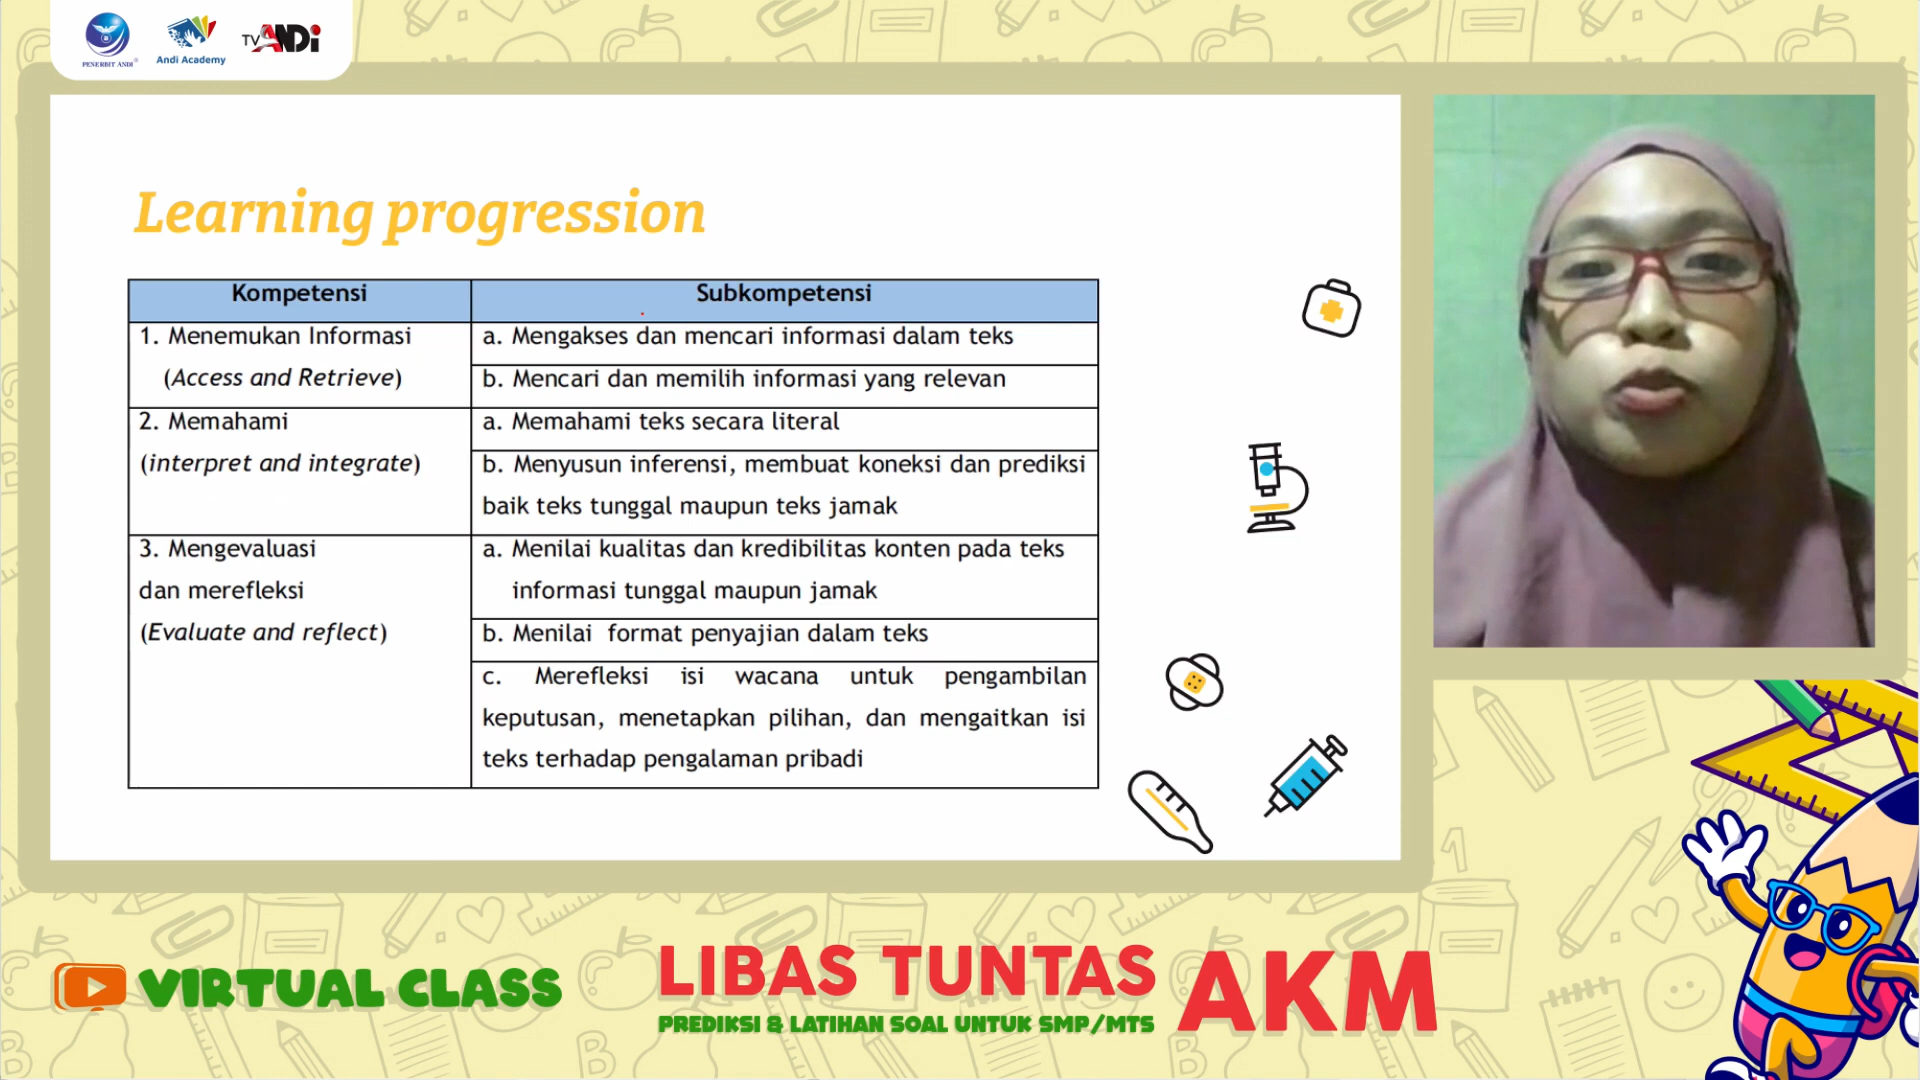 PENERBIT ANDI
Andi Academy
TV ANDi
Learning progression
Kompetensi
Subkompetensi
1. Menemukan Informasi
(Access and Retrieve)
a. Mengakses dan mencari informasi dalam teks
b. Mencari dan memilih informasi yang relevan
2. Memahami
(interpret and integrate)
a. Memahami teks secara literal
b. Menyusun inferensi, membuat koneksi dan prediksi
baik teks tunggal maupun teks jamak
3. Mengevaluasi
dan merefleksi
(Evaluate and reflect)
a. Menilai kualitas dan kredibilitas konten pada teks
informasi tunggal maupun jamak
b. Menilai format penyajian dalam teks
c. Merefleksi isi wacana untuk pengambilan
keputusan, menetapkan pilihan, dan mengaitkan isi
teks terhadap pengalaman pribadi
VIRTUAL CLASS
LIBAS TUNTAS
AKM
PREDIKSI & LATIHAN SOAL UNTUK SMP/MTS